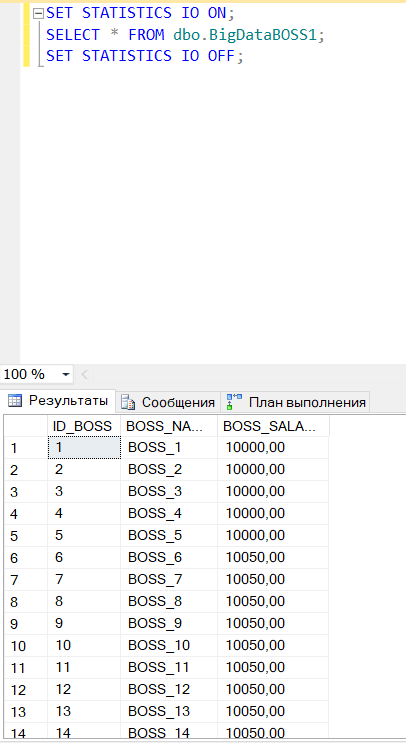 SET STATISTICS IO ON;
SELECT * FROM dbo.BigDataBOSS1;
SET STATISTICS IO OFF;
100 %
Результаты Сообщения План выполнения
ID_BOSS BOSS_NA... BOSS_SALA...
1 1 BOSS_1 10000,00
2 2 BOSS_2 10000,00
3 3 BOSS_3 10000,00
4 4 BOSS_4 10000,00
5 5 BOSS_5 10000,00
6 6 BOSS_6 10050,00
7 7 BOSS_7 10050,00
8 8 BOSS_8 10050,00
9 9 BOSS_9 10050,00
10 10 BOSS_10 10050,00
11 11 BOSS_11 10050,00
12 12 BOSS_12 10050,00
13 13 BOSS_13 10050,00
14 14 BOSS_14 10050,00